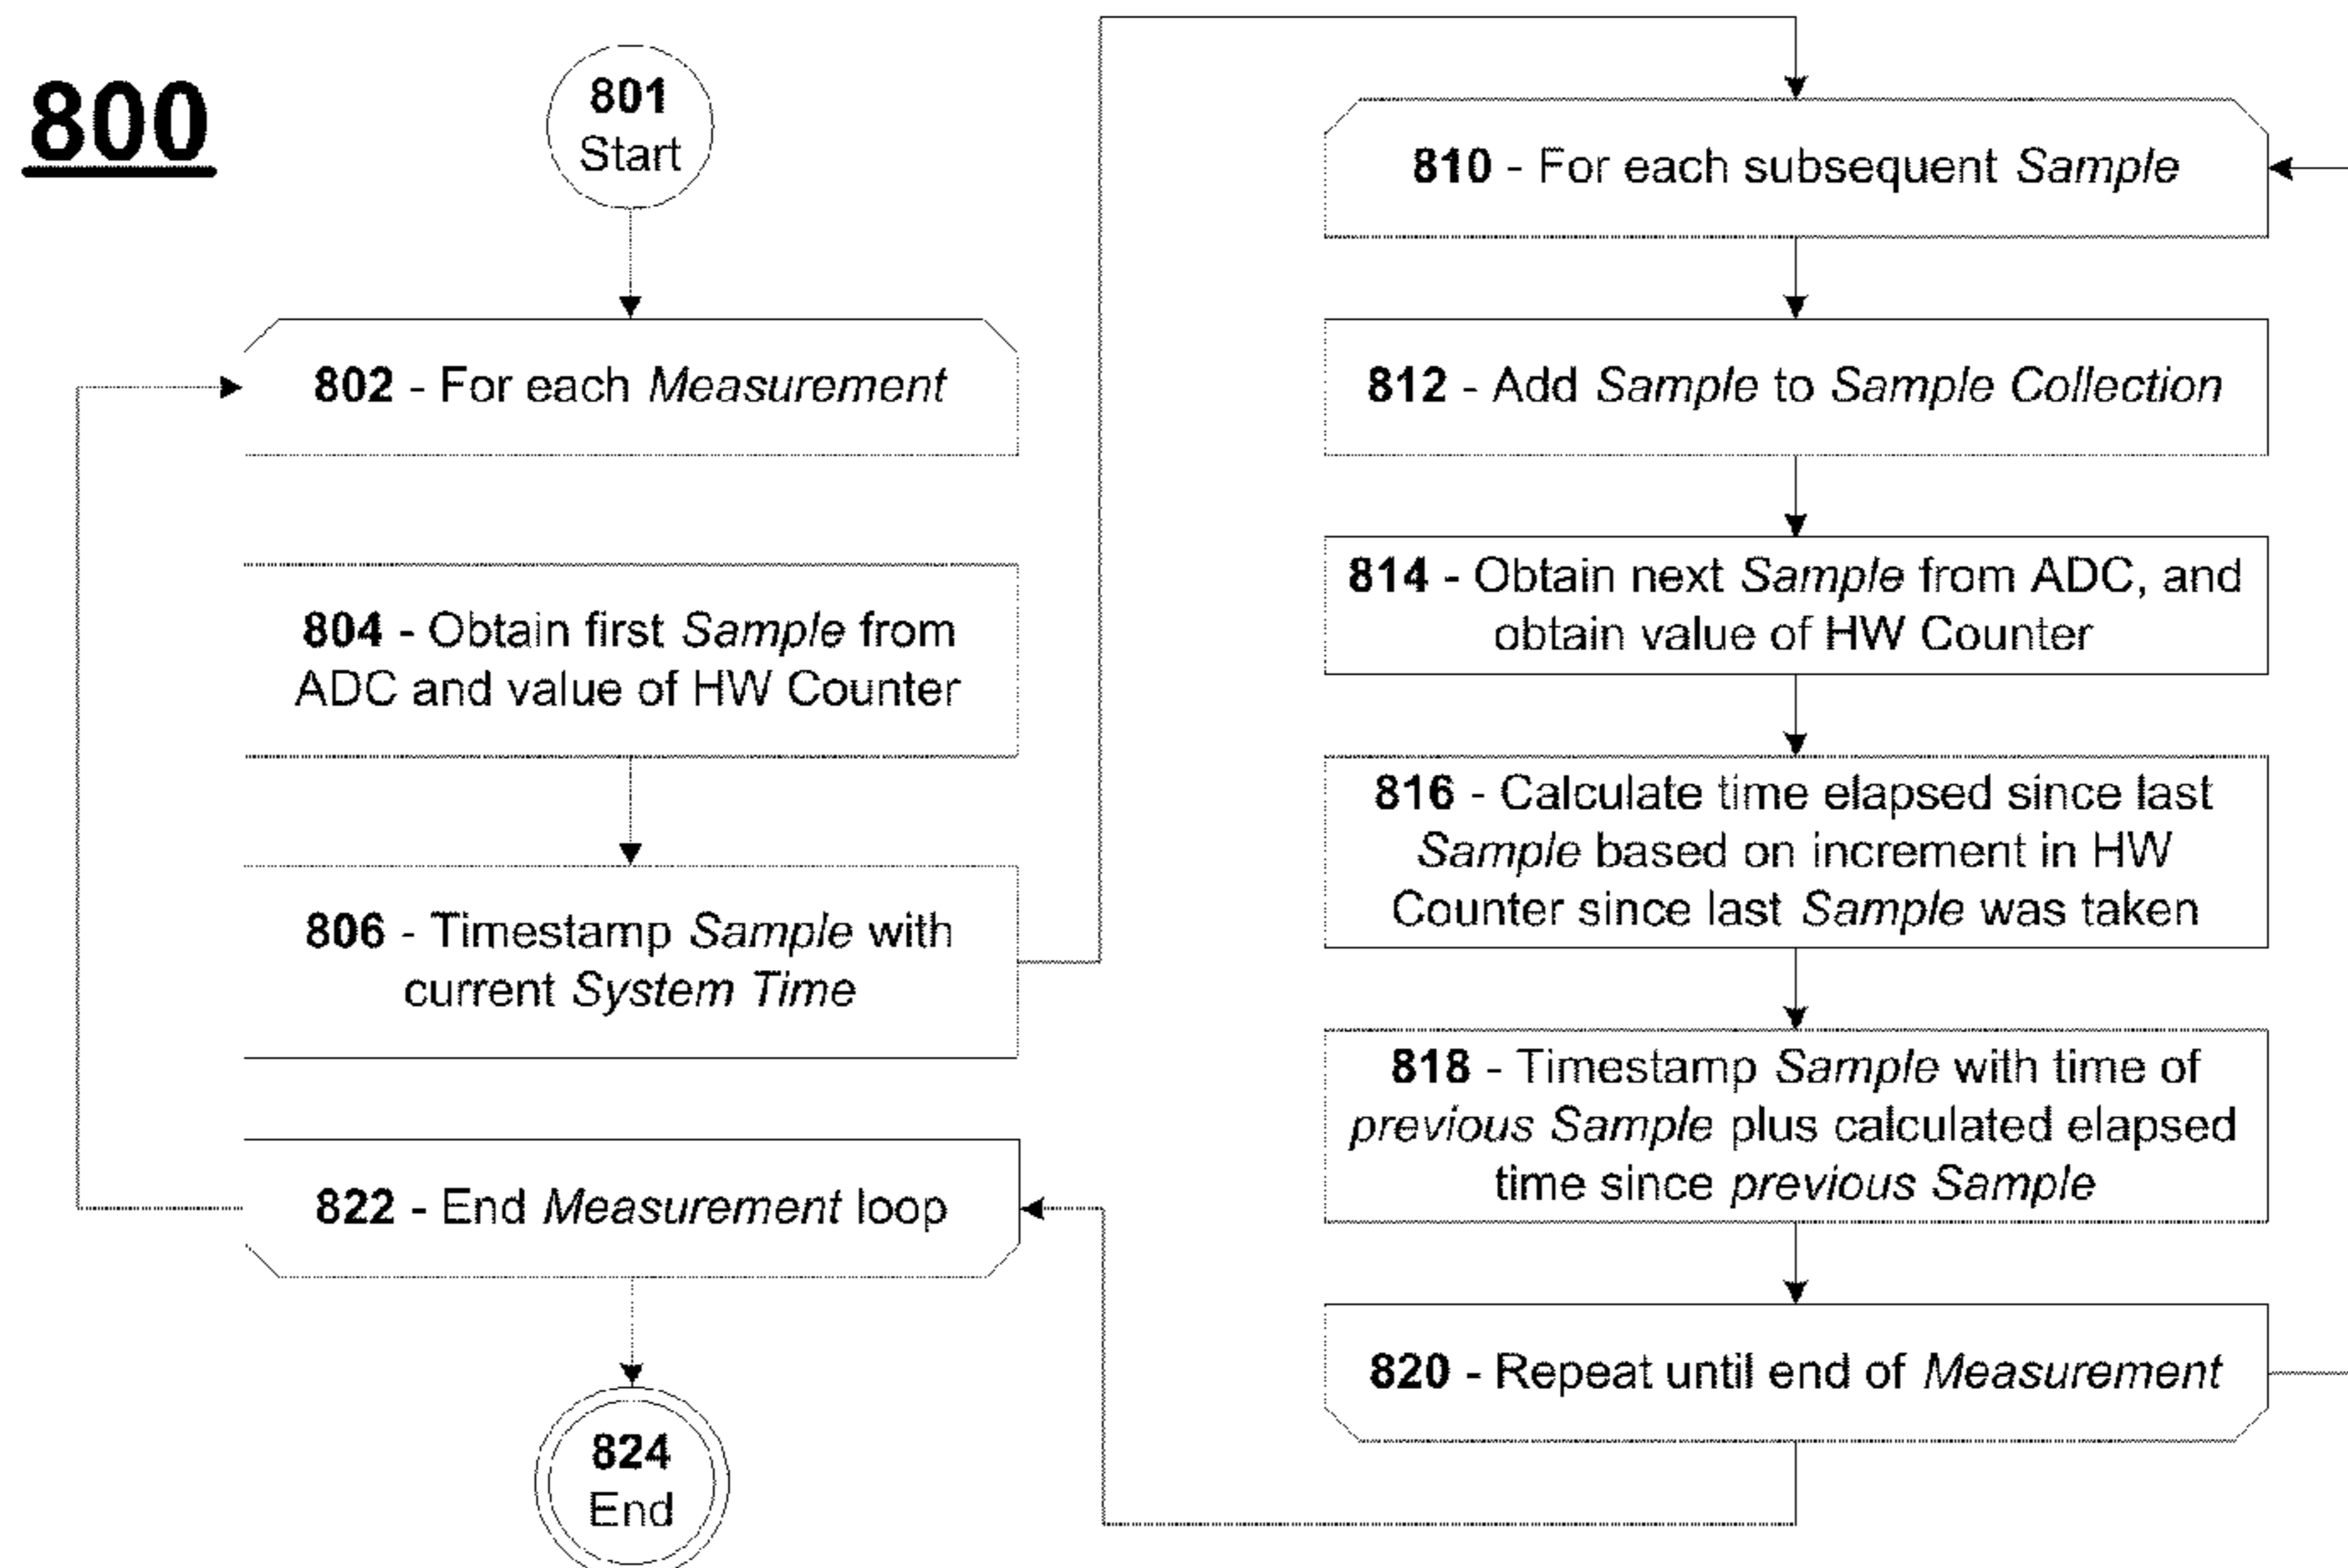 800
801
Start
802 - For each Measurement
804 - Obtain first Sample from
ADC and value of HW Counter
806 - Timestamp Sample with
current System Time
822 - End Measurement loop
824
End
810 - For each subsequent Sample
812 - Add Sample to Sample Collection
814 - Obtain next Sample from ADC, and
obtain value of HW Counter
816 - Calculate time elapsed since last
Sample based on increment in HW
Counter since last Sample was taken
818 - Timestamp Sample with time of
previous Sample plus calculated elapsed
time since previous Sample
820 - Repeat until end of Measurement